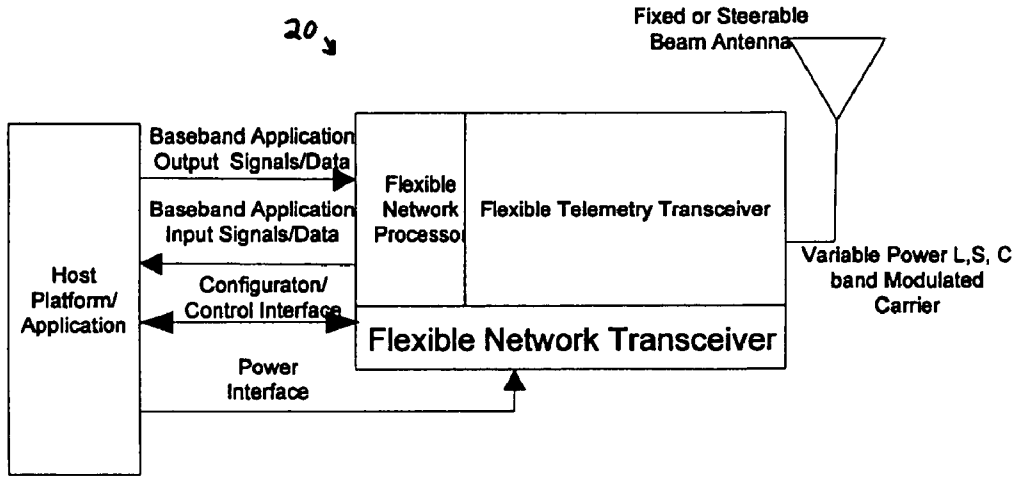 Fixed or Steerable
Beam Antenna
20
Baseband Application
Output Signals/Data
Baseband Application
Input Signals/Data
Configuraton/
Control Interface
Power
Interface
Host
Platform/
Application
Flexible
Network
Processor
Flexible Telemetry Transceiver
Flexible Network Transceiver
Variable Power L,S, C
band Modulated
Carrier